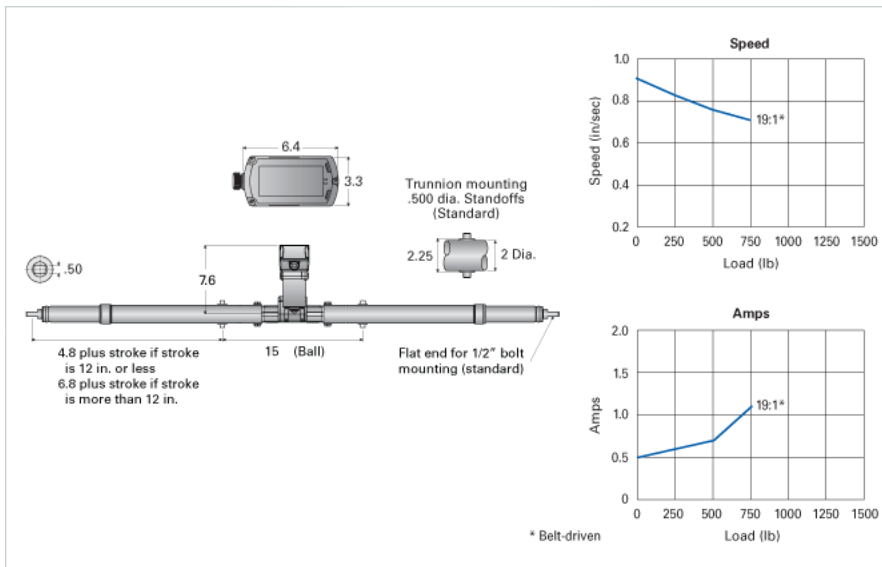 6.4
3.3
Trunnion mounting
.500 dia. Standoffs
(Standard)
2.25
2 Dia.
.50
7.6
4.8 plus stroke if stroke
is 12 in. or less
6.8 plus stroke if stroke
is more than 12 in.
15 (Ball)
Flat end for 1/2" bolt
mounting (standard)
Speed
Speed (in/sec)
1.0
0.8
0.6
0.4
0.2
19:1*
0 250 500 750 1000 1250 1500
Load (lb)
Amps
Amps
2.0
1.5
1.0
0.5
0
19:1*
0 250 500 750 1000 1250 1500
Load (lb)
* Belt-driven